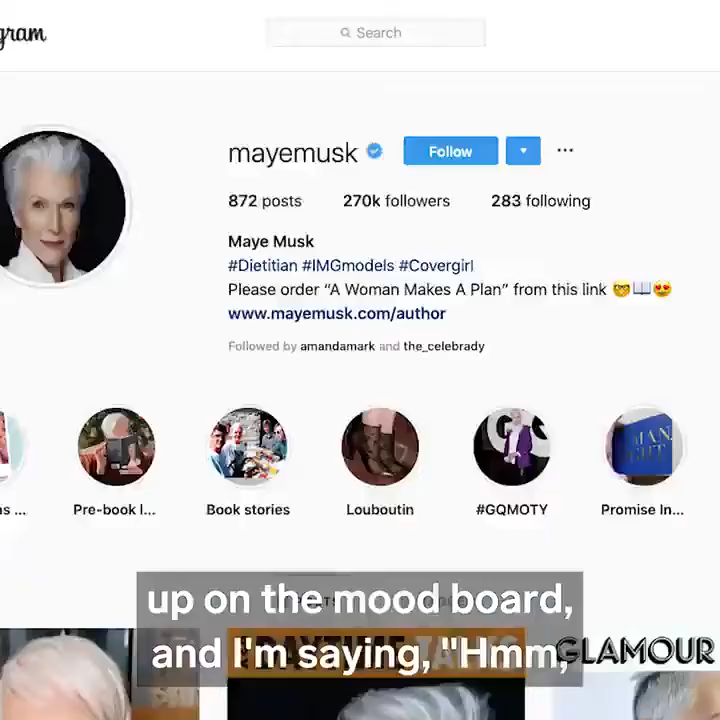 gram
Search
mayemusk
Follow
872 posts 270k followers 283 following
Maye Musk
#Dietitian #IMGmodels #Covergirl
Please order “A Woman Makes A Plan” from this link 🤓📖😍
www.mayemusk.com/author
Followed by amandamark and the_celebrady
as ... Pre-book l... Book stories Louboutin #GQMOTY Promise In...
up on the mood board,
and I'm saying, "Hmm,
GLAMOUR